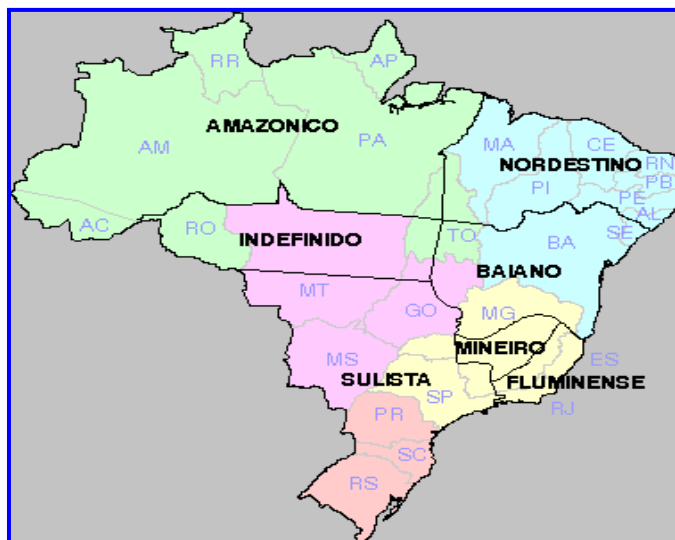 RR
AP
AMAZONICO
AM
PA
MA
CE
NORDESTINO
RN
PI
PB
PE
AL
AC
RO
TO
SE
INDEFINIDO
BA
BAIANO
MT
GO
MG
MINEIRO
MS
ES
SULISTA
FLUMINENSE
SP
RJ
PR
SC
RS